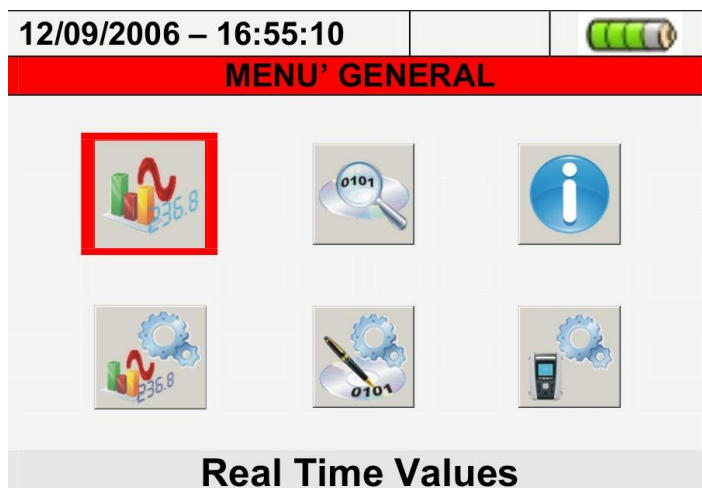 12/09/2006 – 16:55:10
MENU’ GENERAL
236.8
0101
236.8
0101
Real Time Values